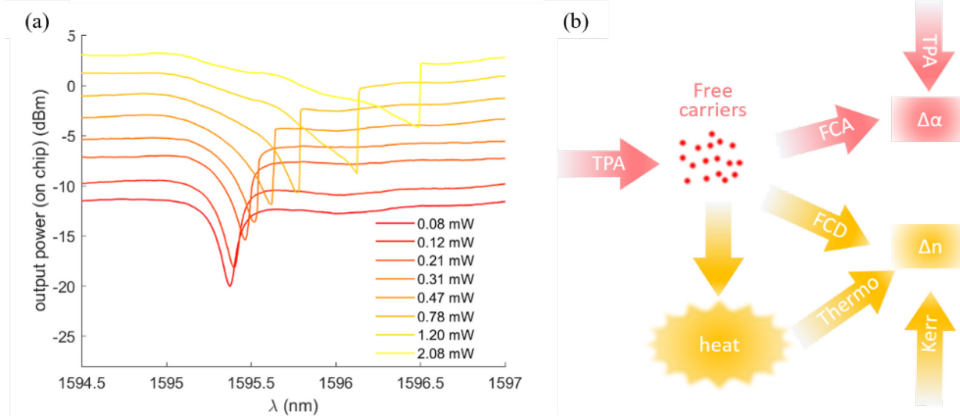 (a)
output power (on chip) (dBm)
5
0
-5
-10
-15
-20
-25
0.08 mW
0.12 mW
0.21 mW
0.31 mW
0.47 mW
0.78 mW
1.20 mW
2.08 mW
1594.5
1595
1595.5
1596
1596.5
1597
λ (nm)
(b)
TPA
Free
carriers
FCA
Δα
TPA
FCD
Δn
heat
Thermo
Kerr